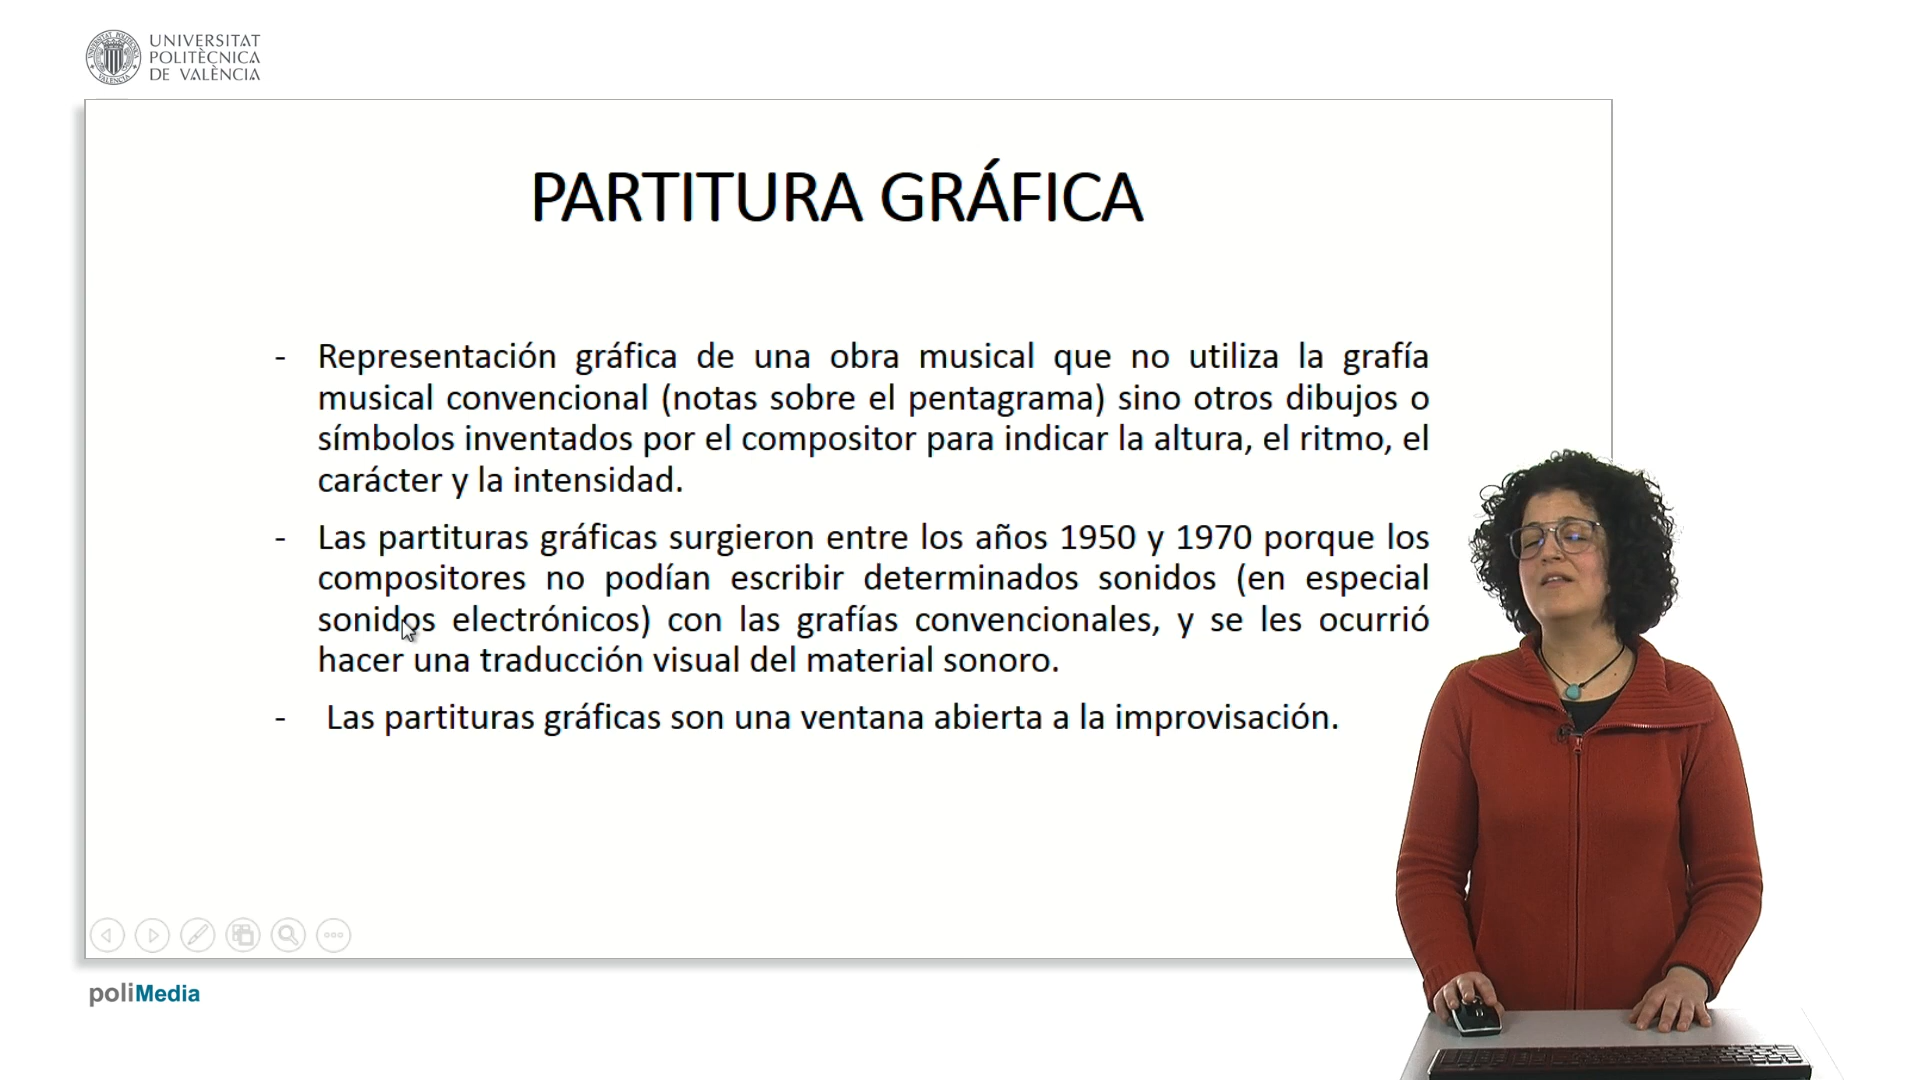 UNIVERSITAT
POLITÈCNICA
DE VALÈNCIA
PARTITURA GRÁFICA
- Representación gráfica de una obra musical que no utiliza la grafía
musical convencional (notas sobre el pentagrama) sino otros dibujos o
símbolos inventados por el compositor para indicar la altura, el ritmo, el
carácter y la intensidad.
- Las partituras gráficas surgieron entre los años 1950 y 1970 porque los
compositores no podían escribir determinados sonidos (en especial
sonidos electrónicos) con las grafías convencionales, y se les ocurrió
hacer una traducción visual del material sonoro.
- Las partituras gráficas son una ventana abierta a la improvisación.
poliMedia